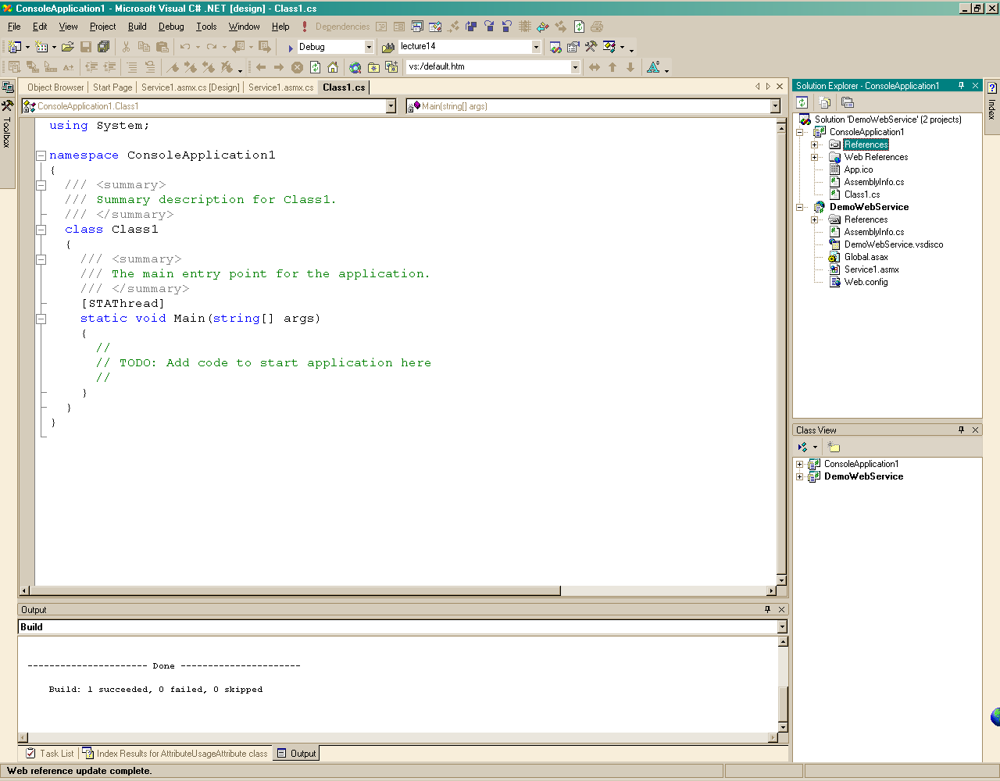 ConsoleApplication1 - Microsoft Visual C# .NET [design] - Class1.cs
File Edit View Project Build Debug Tools Window Help Dependencies
Debug lecture14
vs:/default.htm
Object Browser Start Page Service1.asmx.cs [Design] Service1.asmx.cs Class1.cs
ConsoleApplication1.Class1 Main(string[] args)
Toolbox
using System;
namespace ConsoleApplication1
{
/// <summary>
/// Summary description for Class1.
/// </summary>
class Class1
{
/// <summary>
/// The main entry point for the application.
/// </summary>
[STAThread]
static void Main(string[] args)
{
//
// TODO: Add code to start application here
//
}
}
}
Solution Explorer - ConsoleApplication1
Index
Solution 'DemoWebService' (2 projects)
ConsoleApplication1
References
Web References
App.ico
AssemblyInfo.cs
Class1.cs
DemoWebService
References
AssemblyInfo.cs
DemoWebService.vsdisco
Global.asax
Service1.asmx
Web.config
Class View
ConsoleApplication1
DemoWebService
Output
Build
---------------------- Done ----------------------
Build: 1 succeeded, 0 failed, 0 skipped
Task List Index Results for AttributeUsageAttribute class Output
Web reference update complete.